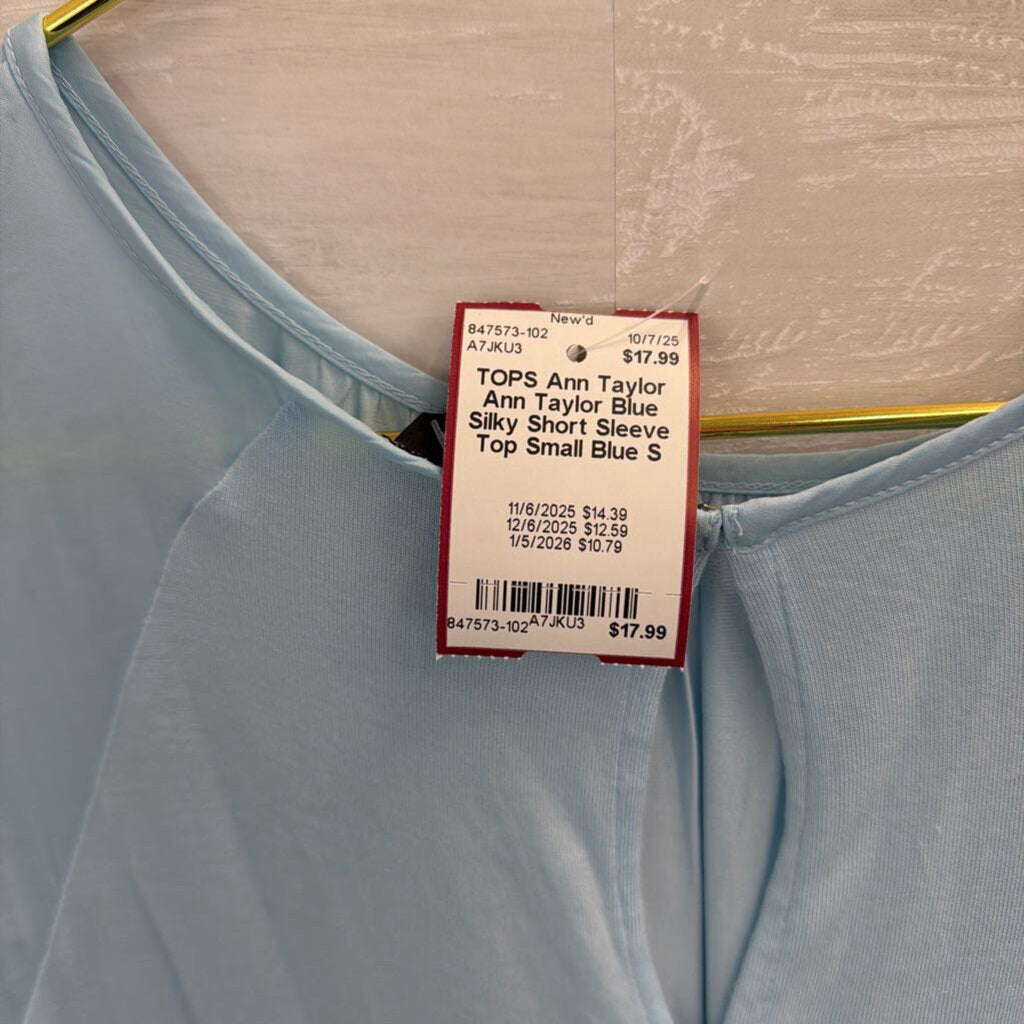 New'd
847573-102 10/7/25
A7JKU3 $17.99
TOPS Ann Taylor
Ann Taylor Blue
Silky Short Sleeve
Top Small Blue S
11/6/2025 $14.39
12/6/2025 $12.59
1/5/2026 $10.79
847573-102 A7JKU3 $17.99